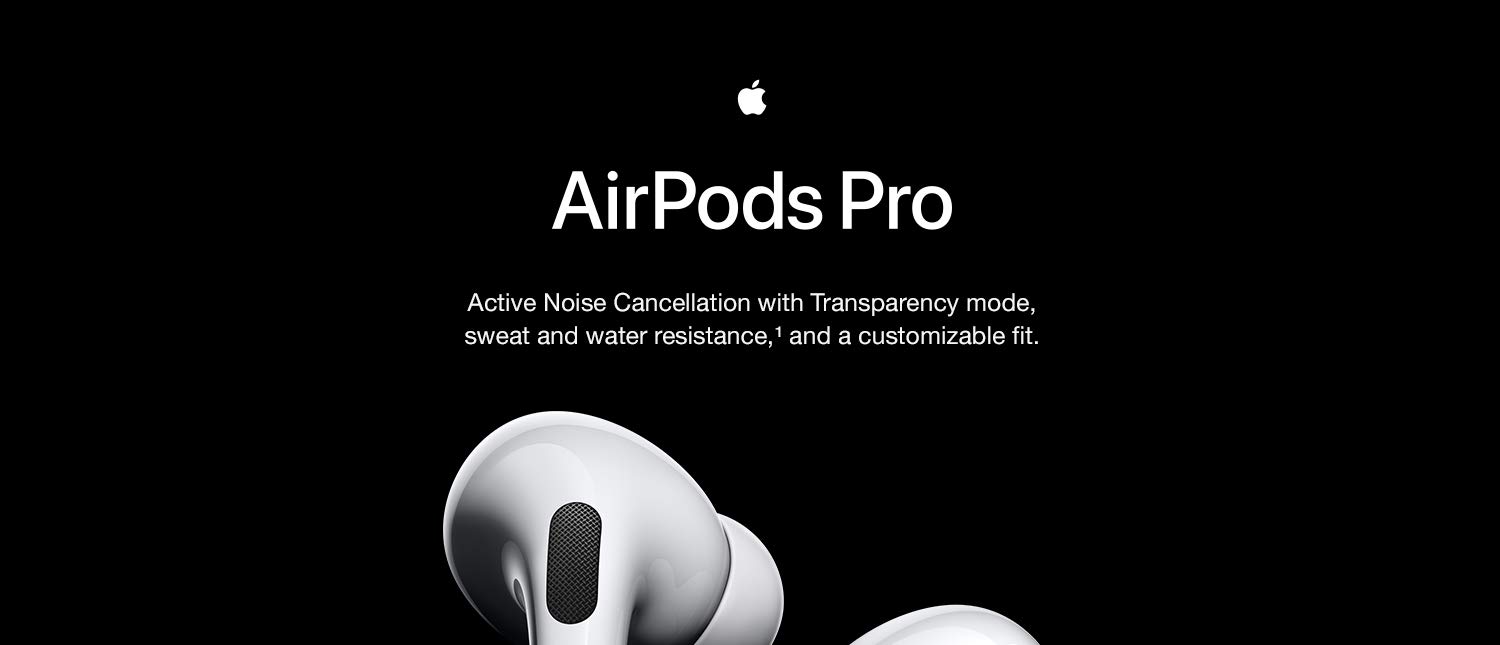 AirPods Pro
Active Noise Cancellation with Transparency mode,
sweat and water resistance,¹ and a customizable fit.